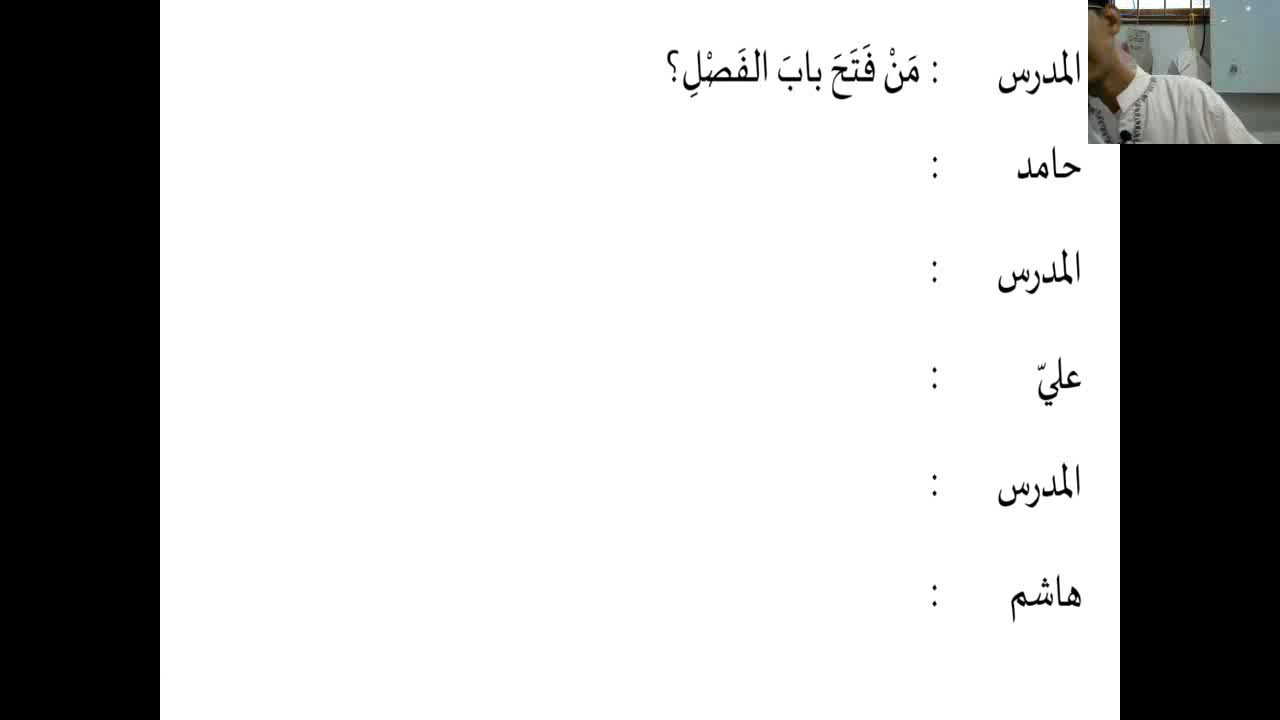 المدرس : مَنْ فَتَحَ بابَ الفَصْلِ؟
حامد :
المدرس :
عليّ :
المدرس :
هاشم :